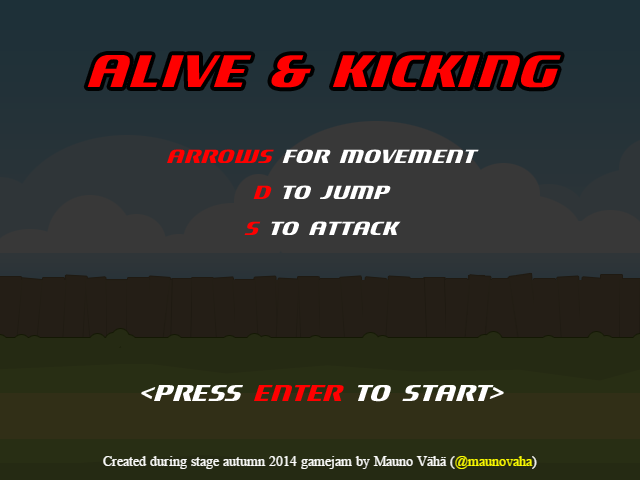 ALIVE & KICKING
ARROWS FOR MOVEMENT
D TO JUMP
S TO ATTACK
<PRESS ENTER TO START>
Created during stage autumn 2014 gamejam by Mauno Vähä (@maunovaha)